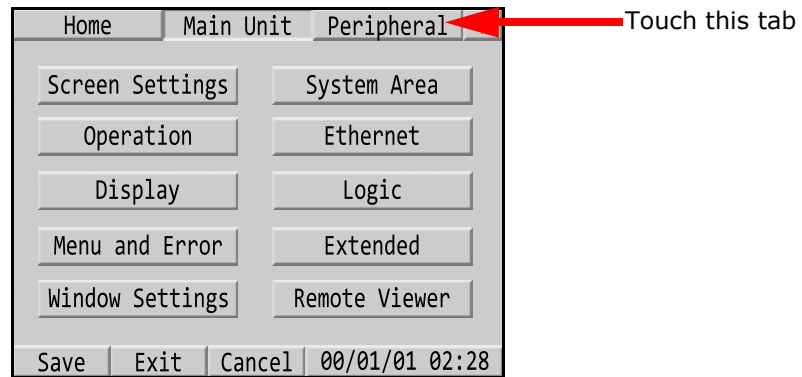 Home Main Unit Peripheral Touch this tab
Screen Settings System Area
Operation Ethernet
Display Logic
Menu and Error Extended
Window Settings Remote Viewer
Save Exit Cancel 00/01/01 02:28